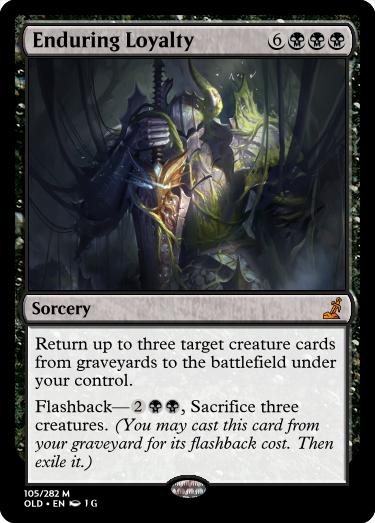 Enduring Loyalty 6
Sorcery
Return up to three target creature cards
from graveyards to the battlefield under
your control.
Flashback—2, Sacrifice three
creatures. (You may cast this card from
your graveyard for its flashback cost. Then
exile it.)
105/282 M
OLD • EN 1 G